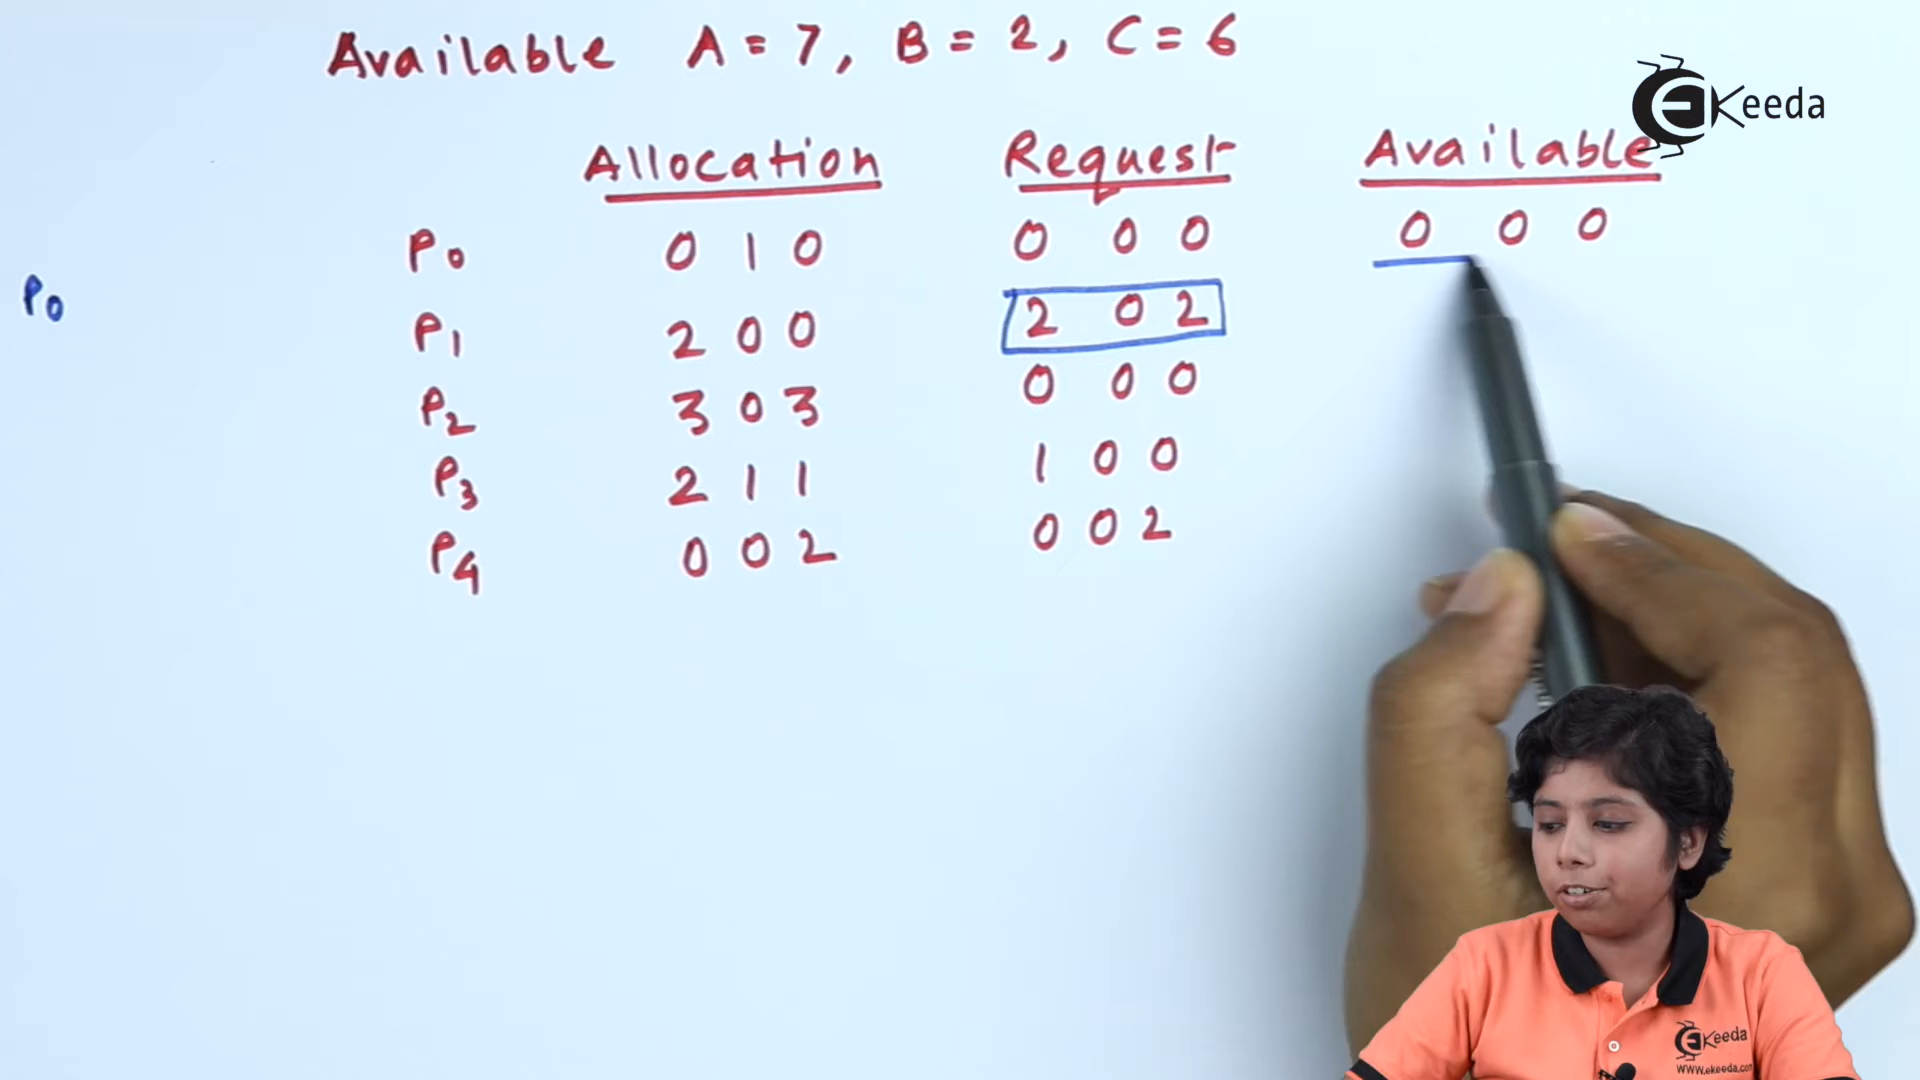 Available A = 7, B = 2, C = 6
EKeeda
Allocation Request Available
P0 0 1 0 0 0 0 0 0 0
P0
P1 2 0 0 2 0 2
P2 3 0 3 0 0 0
P3 2 1 1 1 0 0
P4 0 0 2 0 0 2
EKeeda
www.ekeeda.com